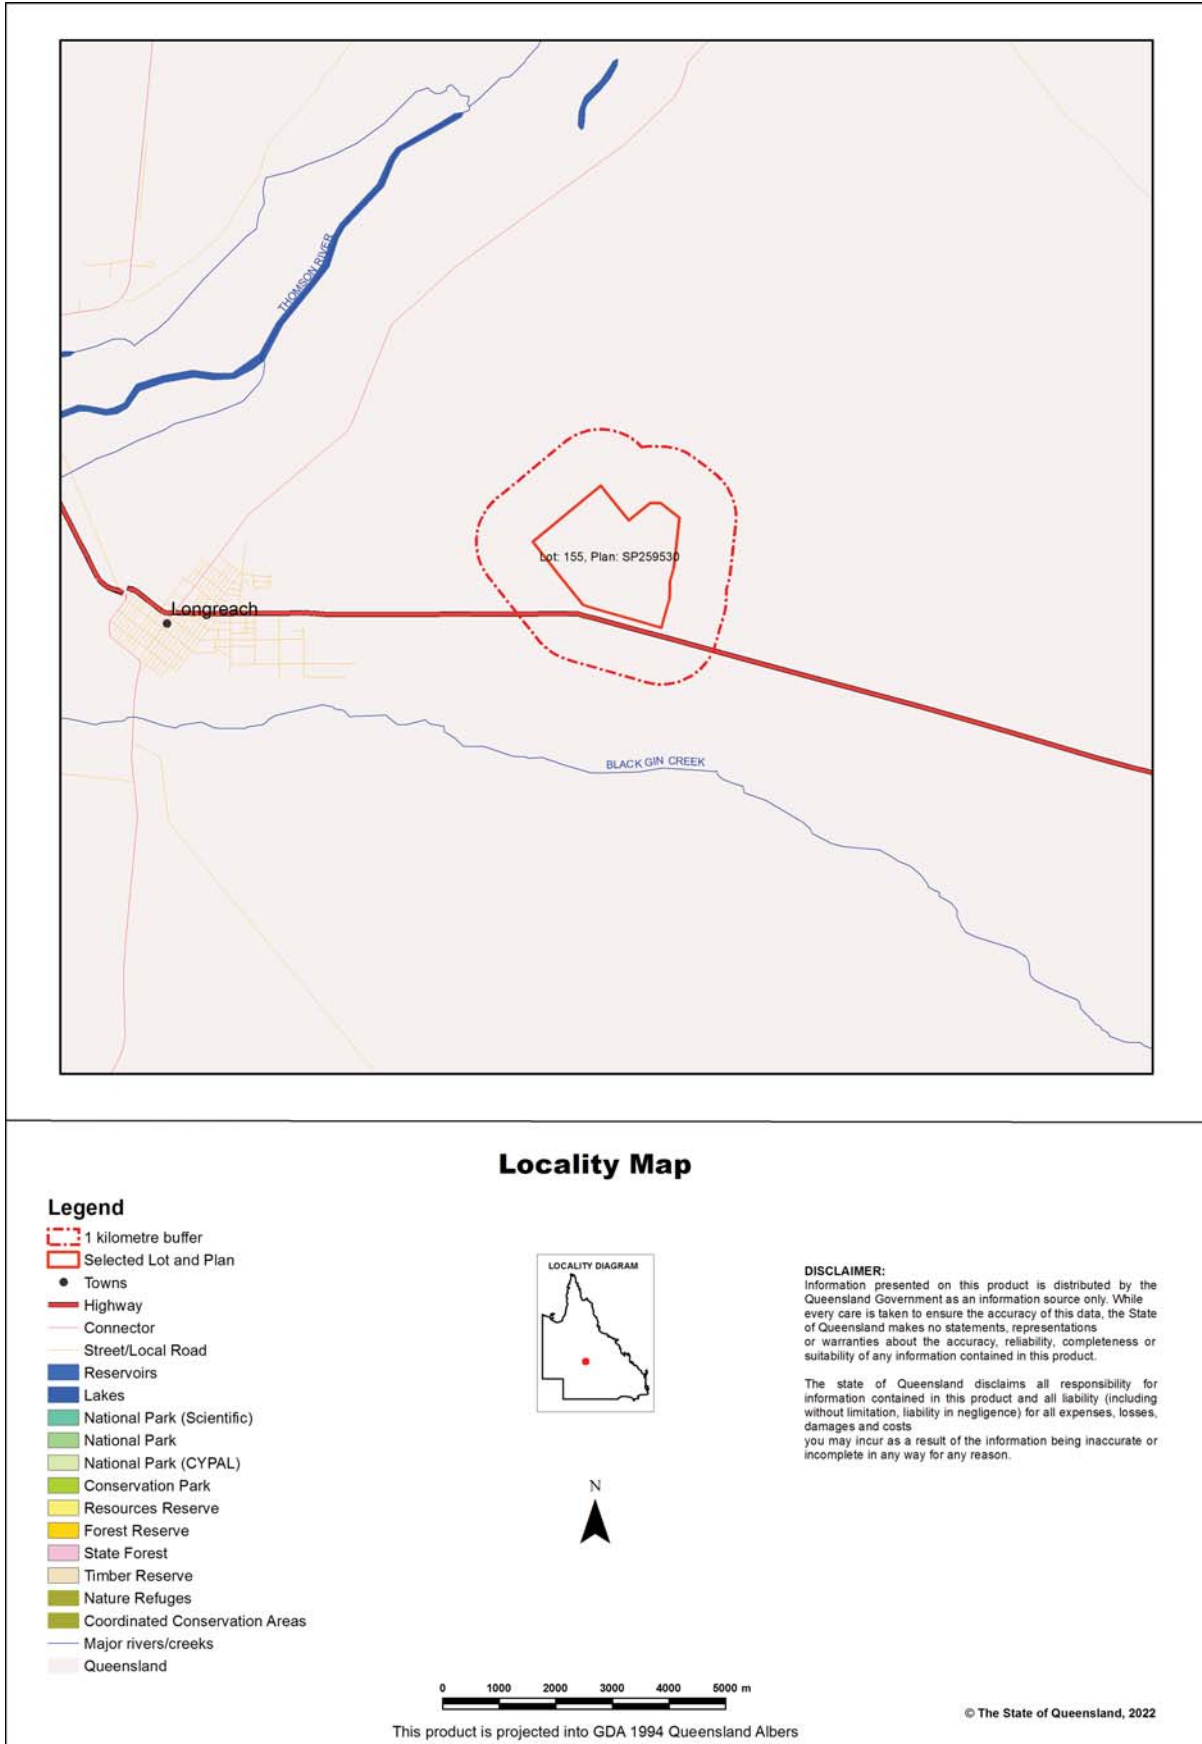 THOMSON RIVER
Lot: 155, Plan: SP259530
Longreach
BLACK GIN CREEK
Locality Map
Legend
1 kilometre buffer
Selected Lot and Plan
Towns
Highway
Connector
Street/Local Road
Reservoirs
Lakes
National Park (Scientific)
National Park
National Park (CYPAL)
Conservation Park
Resources Reserve
Forest Reserve
State Forest
Timber Reserve
Nature Refuges
Coordinated Conservation Areas
Major rivers/creeks
Queensland
LOCALITY DIAGRAM
N
DISCLAIMER:
Information presented on this product is distributed by the
Queensland Government as an information source only. While
every care is taken to ensure the accuracy of this data, the State
of Queensland makes no statements, representations
or warranties about the accuracy, reliability, completeness or
suitability of any information contained in this product.
The state of Queensland disclaims all responsibility for
information contained in this product and all liability (including
without limitation, liability in negligence) for all expenses, losses,
damages and costs
you may incur as a result of the information being inaccurate or
incomplete in any way for any reason.
0 1000 2000 3000 4000 5000 m
This product is projected into GDA 1994 Queensland Albers
© The State of Queensland, 2022